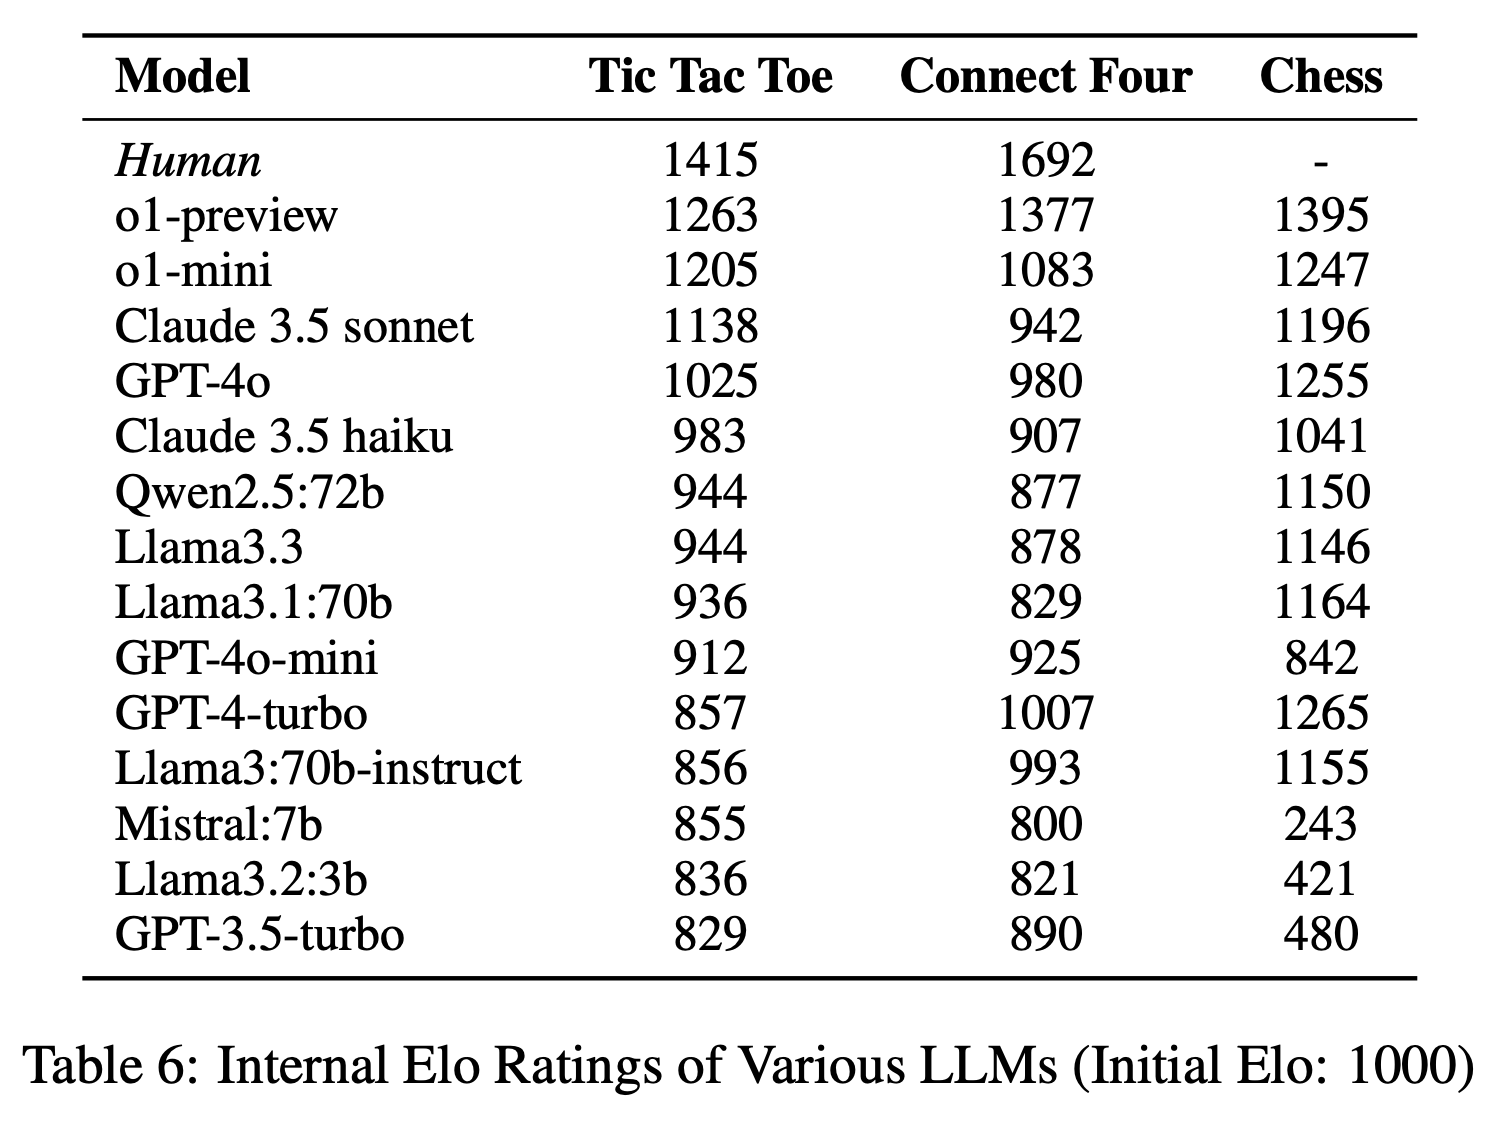 Model Tic Tac Toe Connect Four Chess
Human 1415 1692 -
o1-preview 1263 1377 1395
o1-mini 1205 1083 1247
Claude 3.5 sonnet 1138 942 1196
GPT-4o 1025 980 1255
Claude 3.5 haiku 983 907 1041
Qwen2.5:72b 944 877 1150
Llama3.3 944 878 1146
Llama3.1:70b 936 829 1164
GPT-4o-mini 912 925 842
GPT-4-turbo 857 1007 1265
Llama3:70b-instruct 856 993 1155
Mistral:7b 855 800 243
Llama3.2:3b 836 821 421
GPT-3.5-turbo 829 890 480
Table 6: Internal Elo Ratings of Various LLMs (Initial Elo: 1000)